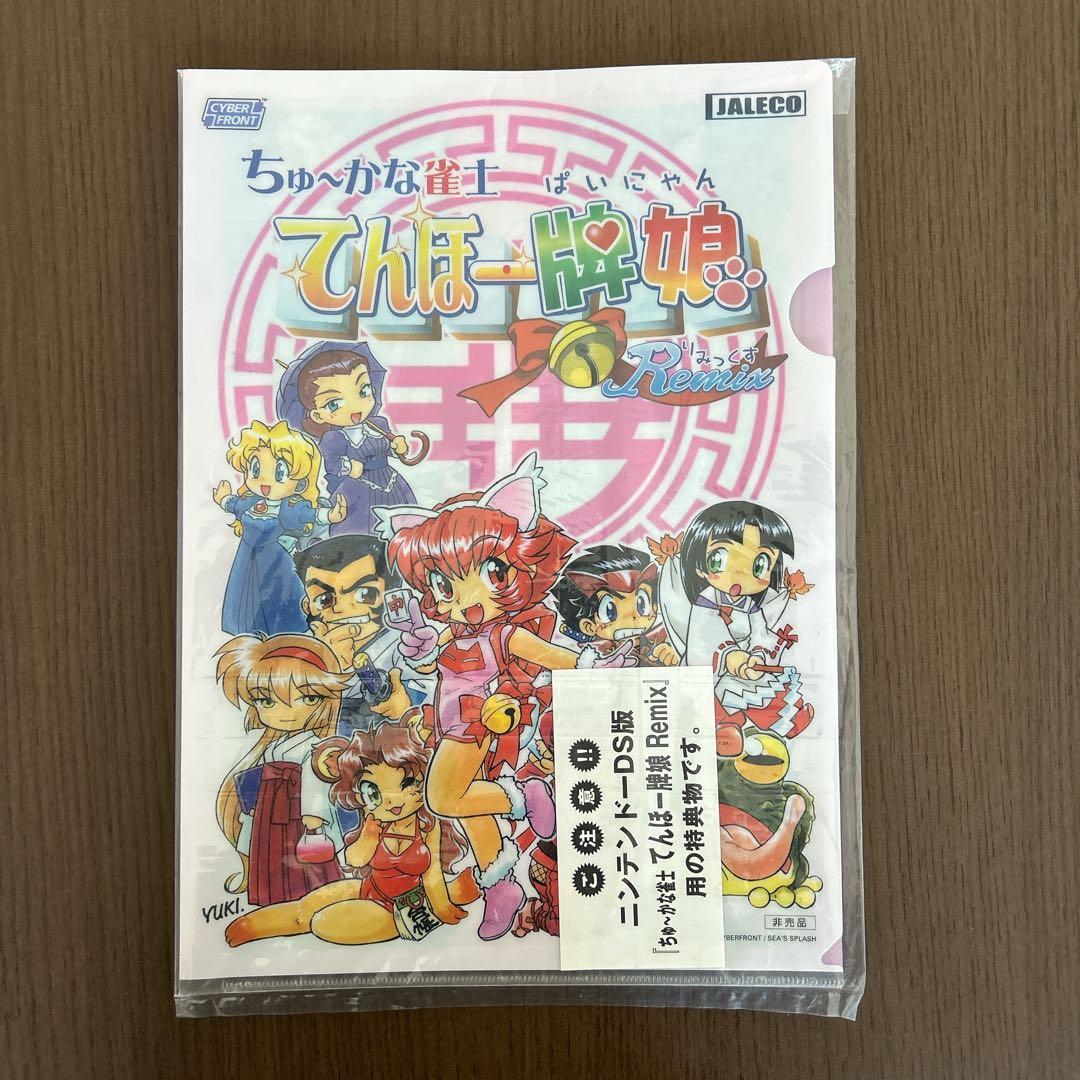 CYBER FRONT
JALECO
ちゅ~かな雀士
ぱいにゃん
てんほー牌娘
りみっくす
Remix
中
YUKI.
ご注意!!
ニンテンドーDS版
『ちゅ~かな雀士 てんほー牌娘 Remix』
用の特典物です。
非売品
YBERFRONT / SEA'S SPLASH